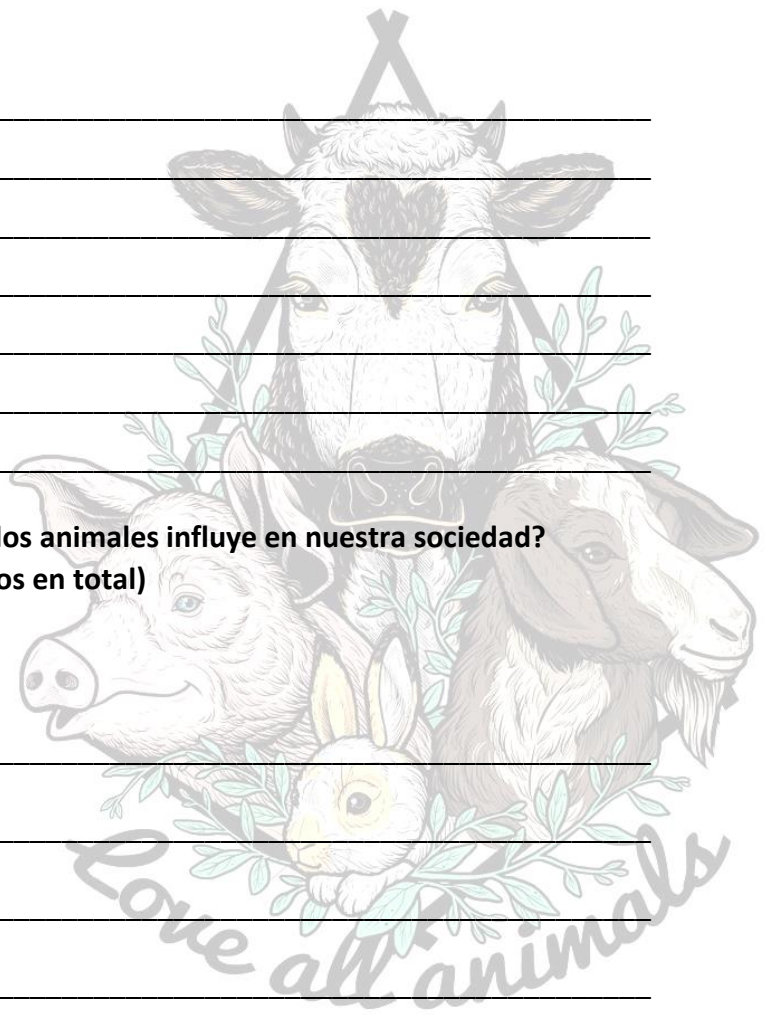 los animales influye en nuestra sociedad?
os en total)
Love all animals